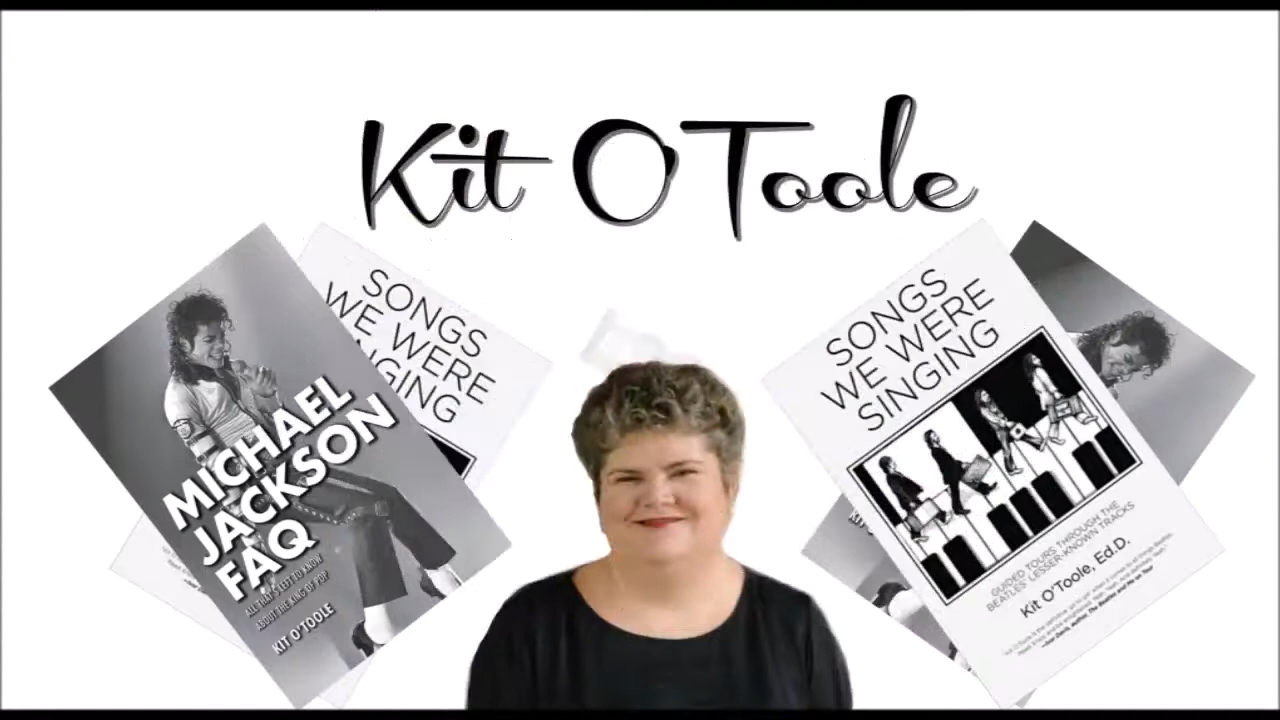 Kit O'Toole
MICHAEL
JACKSON
FAQ
ALL THAT'S LEFT TO KNOW
ABOUT THE KING OF POP
KIT O'TOOLE
SONGS
WE WERE
GING
SONGS
WE WERE
SINGING
GUIDED TOURS THROUGH THE
BEATLES' LESSER-KNOWN TRACKS
Kit O'Toole, Ed.D.